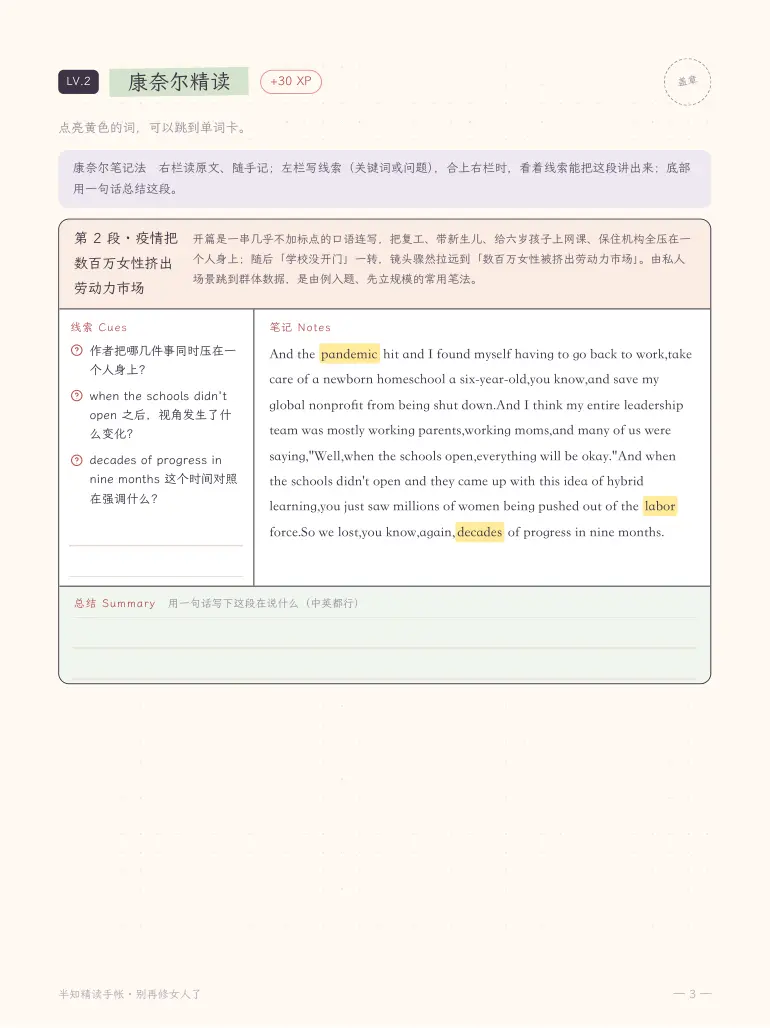 LV.2 康奈尔精读 +30 XP 盖章
点亮黄色的词，可以跳到单词卡。
康奈尔笔记法 右栏读原文、随手记；左栏写线索（关键词或问题），合上右栏时，看着线索能把这段讲出来；底部
用一句话总结这段。
第 2 段·疫情把
数百万女性挤出
劳动力市场
开篇是一串几乎不加标点的口语连写，把复工、带新生儿、给六岁孩子上网课、保住机构全压在一
个人身上；随后「学校没开门」一转，镜头骤然拉远到「数百万女性被挤出劳动力市场」。由私人
场景跳到群体数据，是由例入题、先立规模的常用笔法。
线索 Cues
作者把哪几件事同时压在一
个人身上？
when the schools didn't
open 之后，视角发生了什
么变化？
decades of progress in
nine months 这个时间对照
在强调什么？
笔记 Notes
And the pandemic hit and I found myself having to go back to work,take
care of a newborn homeschool a six-year-old,you know,and save my
global nonprofit from being shut down.And I think my entire leadership
team was mostly working parents,working moms,and many of us were
saying,"Well,when the schools open,everything will be okay."And when
the schools didn't open and they came up with this idea of hybrid
learning,you just saw millions of women being pushed out of the labor
force.So we lost,you know,again,decades of progress in nine months.
总结 Summary 用一句话写下这段在说什么（中英都行）
半知精读手帐·别再修女人了
— 3 —